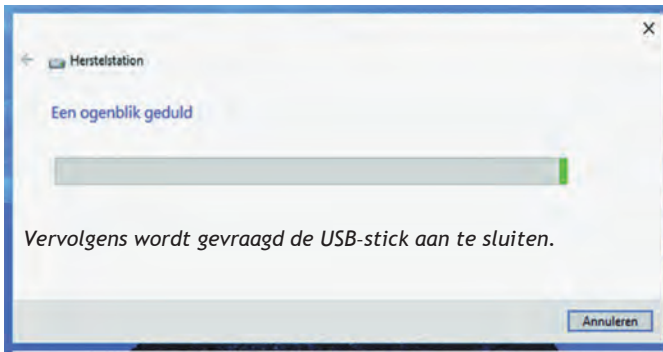 Herstelstation
Een ogenblik geduld
Vervolgens wordt gevraagd de USB-stick aan te sluiten.
Annuleren